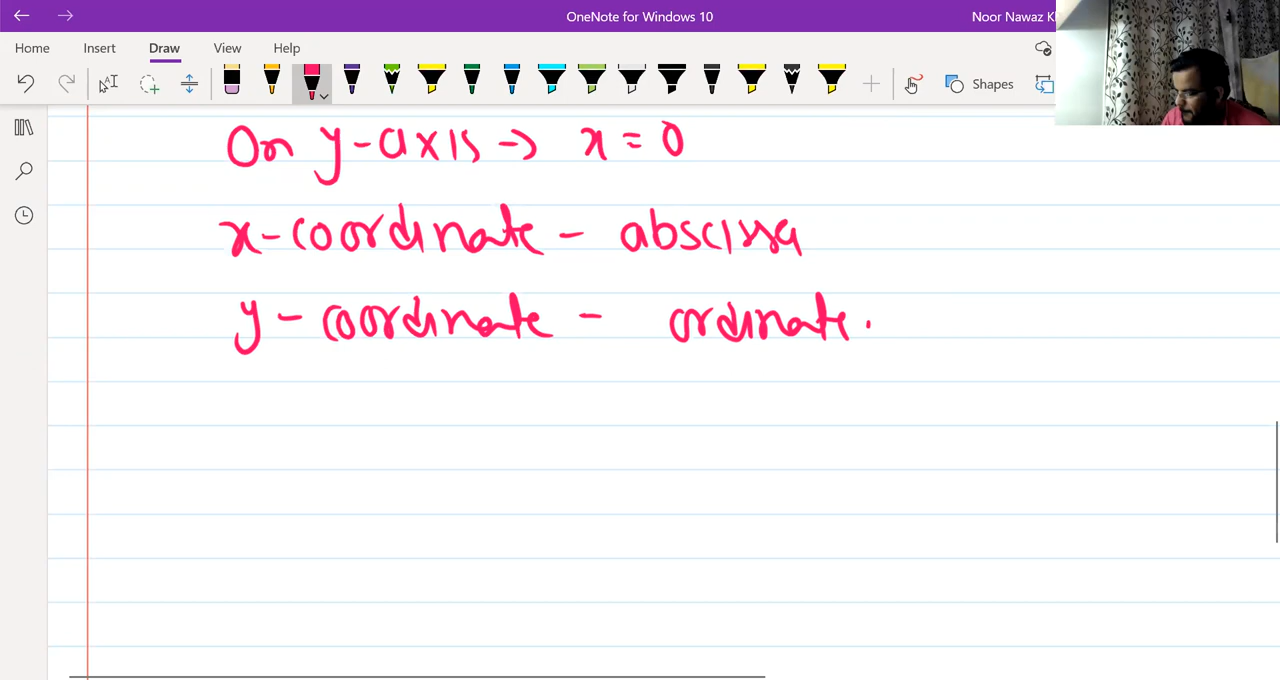 OneNote for Windows 10
Noor Nawaz
Home Insert Draw View Help
Shapes
On y-axis → x = 0
x-coordinate - abscissa
y-coordinate - ordinate.